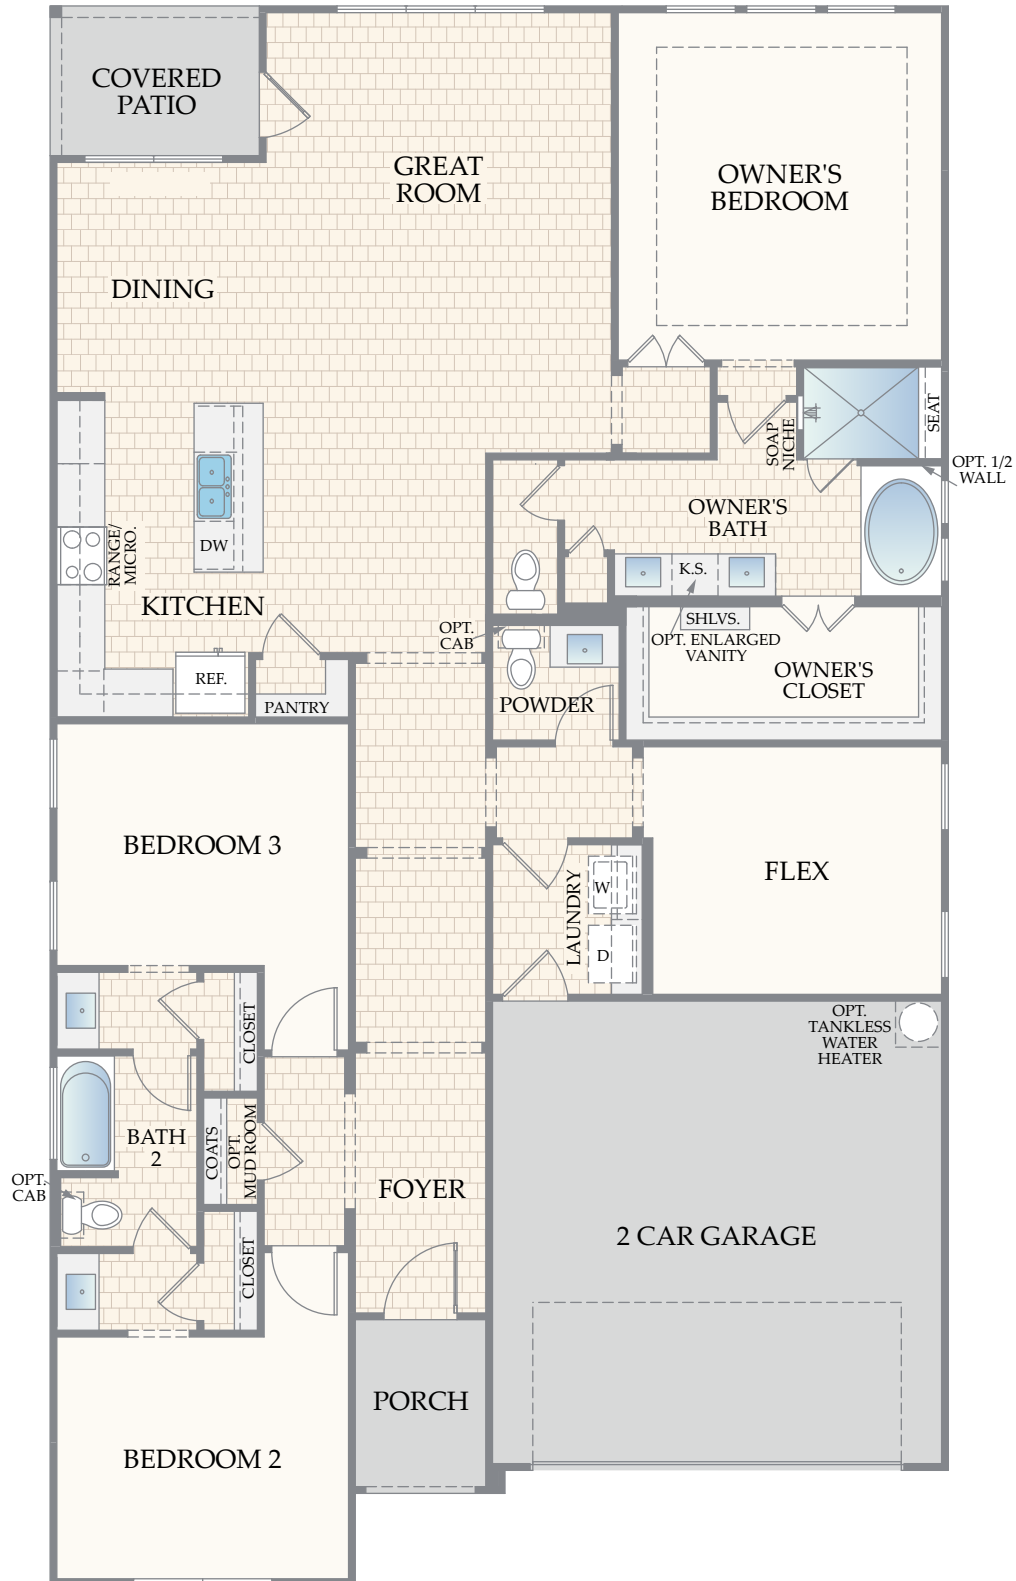 COVERED
PATIO
GREAT
ROOM
OWNER'S
BEDROOM
DINING
SOAP
NICHE
SEAT
OPT. 1/2
WALL
OWNER'S
BATH
RANGE/
MICRO.
DW
K.S.
KITCHEN
OPT.
CAB
SHLVS.
OPT. ENLARGED
VANITY
OWNER'S
CLOSET
REF.
PANTRY
POWDER
BEDROOM 3
FLEX
LAUNDRY
W
D
CLOSET
OPT.
TANKLESS
WATER
HEATER
BATH
2
COATS
OPT.
MUD ROOM
OPT.
CAB
FOYER
CLOSET
2 CAR GARAGE
PORCH
BEDROOM 2